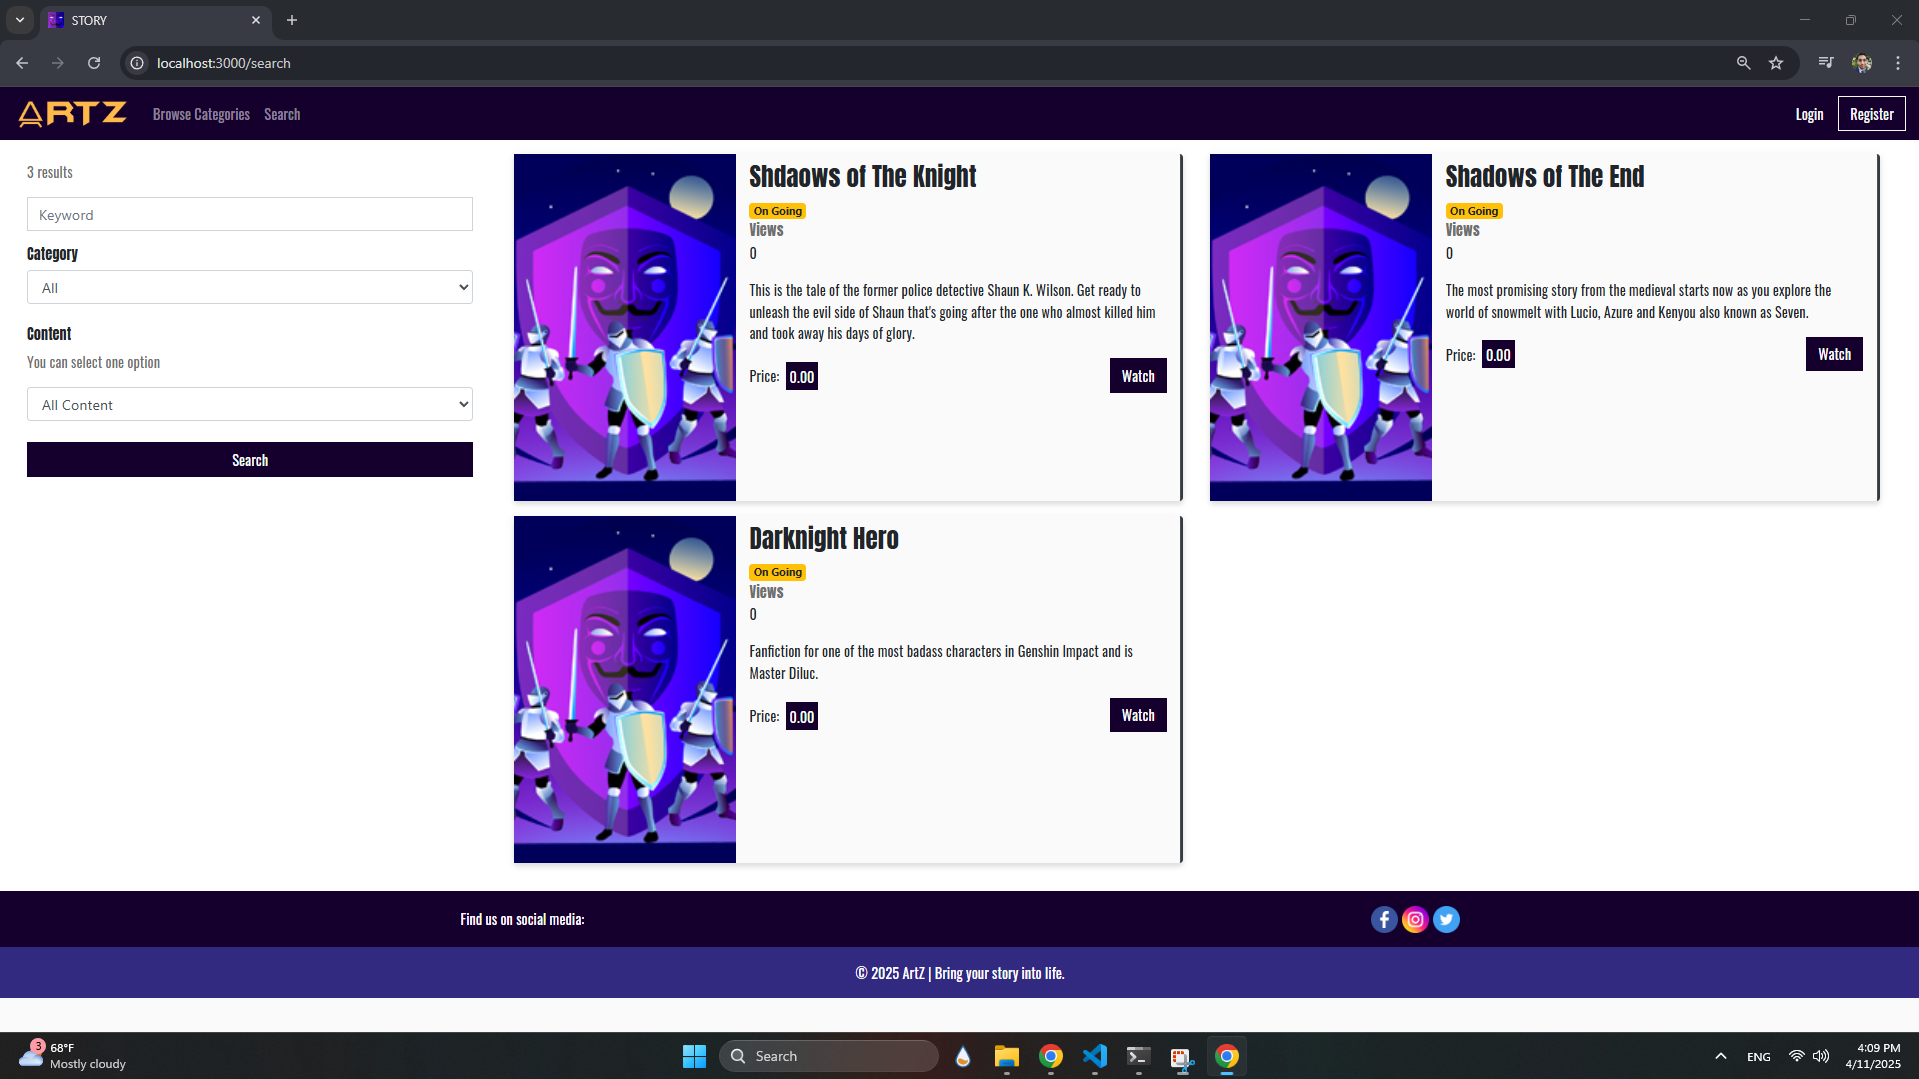 STORY
localhost:3000/search
ARTZ
Browse Categories
Search
Login
Register
3 results
Keyword
Category
All
Content
You can select one option
All Content
Search
Shdaows of The Knight
On Going
Views
0
This is the tale of the former police detective Shaun K. Wilson. Get ready to
unleash the evil side of Shaun that's going after the one who almost killed him
and took away his days of glory.
Price: 0.00
Watch
Shadows of The End
On Going
Views
0
The most promising story from the medieval starts now as you explore the
world of snowmelt with Lucio, Azure and Kenyou also known as Seven.
Price: 0.00
Watch
Darknight Hero
On Going
Views
0
Fanfiction for one of the most badass characters in Genshin Impact and is
Master Diluc.
Price: 0.00
Watch
Find us on social media:
© 2025 ArtZ | Bring your story into life.
3
68°F
Mostly cloudy
Search
ENG
4:09 PM
4/11/2025